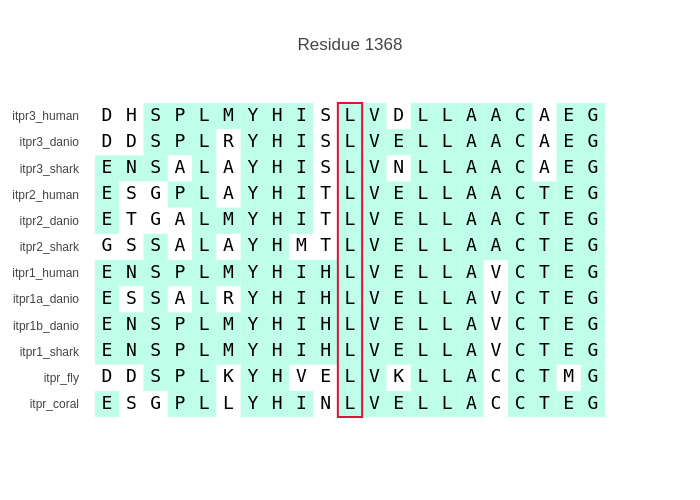 Residue 1368
itpr3_human D H S P L M Y H I S L V D L L A A C A E G
itpr3_danio D D S P L R Y H I S L V E L L A A C A E G
itpr3_shark E N S A L A Y H I S L V N L L A A C A E G
itpr2_human E S G P L A Y H I T L V E L L A A C T E G
itpr2_danio E T G A L M Y H I T L V E L L A A C T E G
itpr2_shark G S S A L A Y H M T L V E L L A A C T E G
itpr1_human E N S P L M Y H I H L V E L L A V C T E G
itpr1a_danio E S S A L R Y H I H L V E L L A V C T E G
itpr1b_danio E N S P L M Y H I H L V E L L A V C T E G
itpr1_shark E N S P L M Y H I H L V E L L A V C T E G
itpr_fly D D S P L K Y H V E L V K L L A C C T M G
itpr_coral E S G P L L Y H I N L V E L L A C C T E G